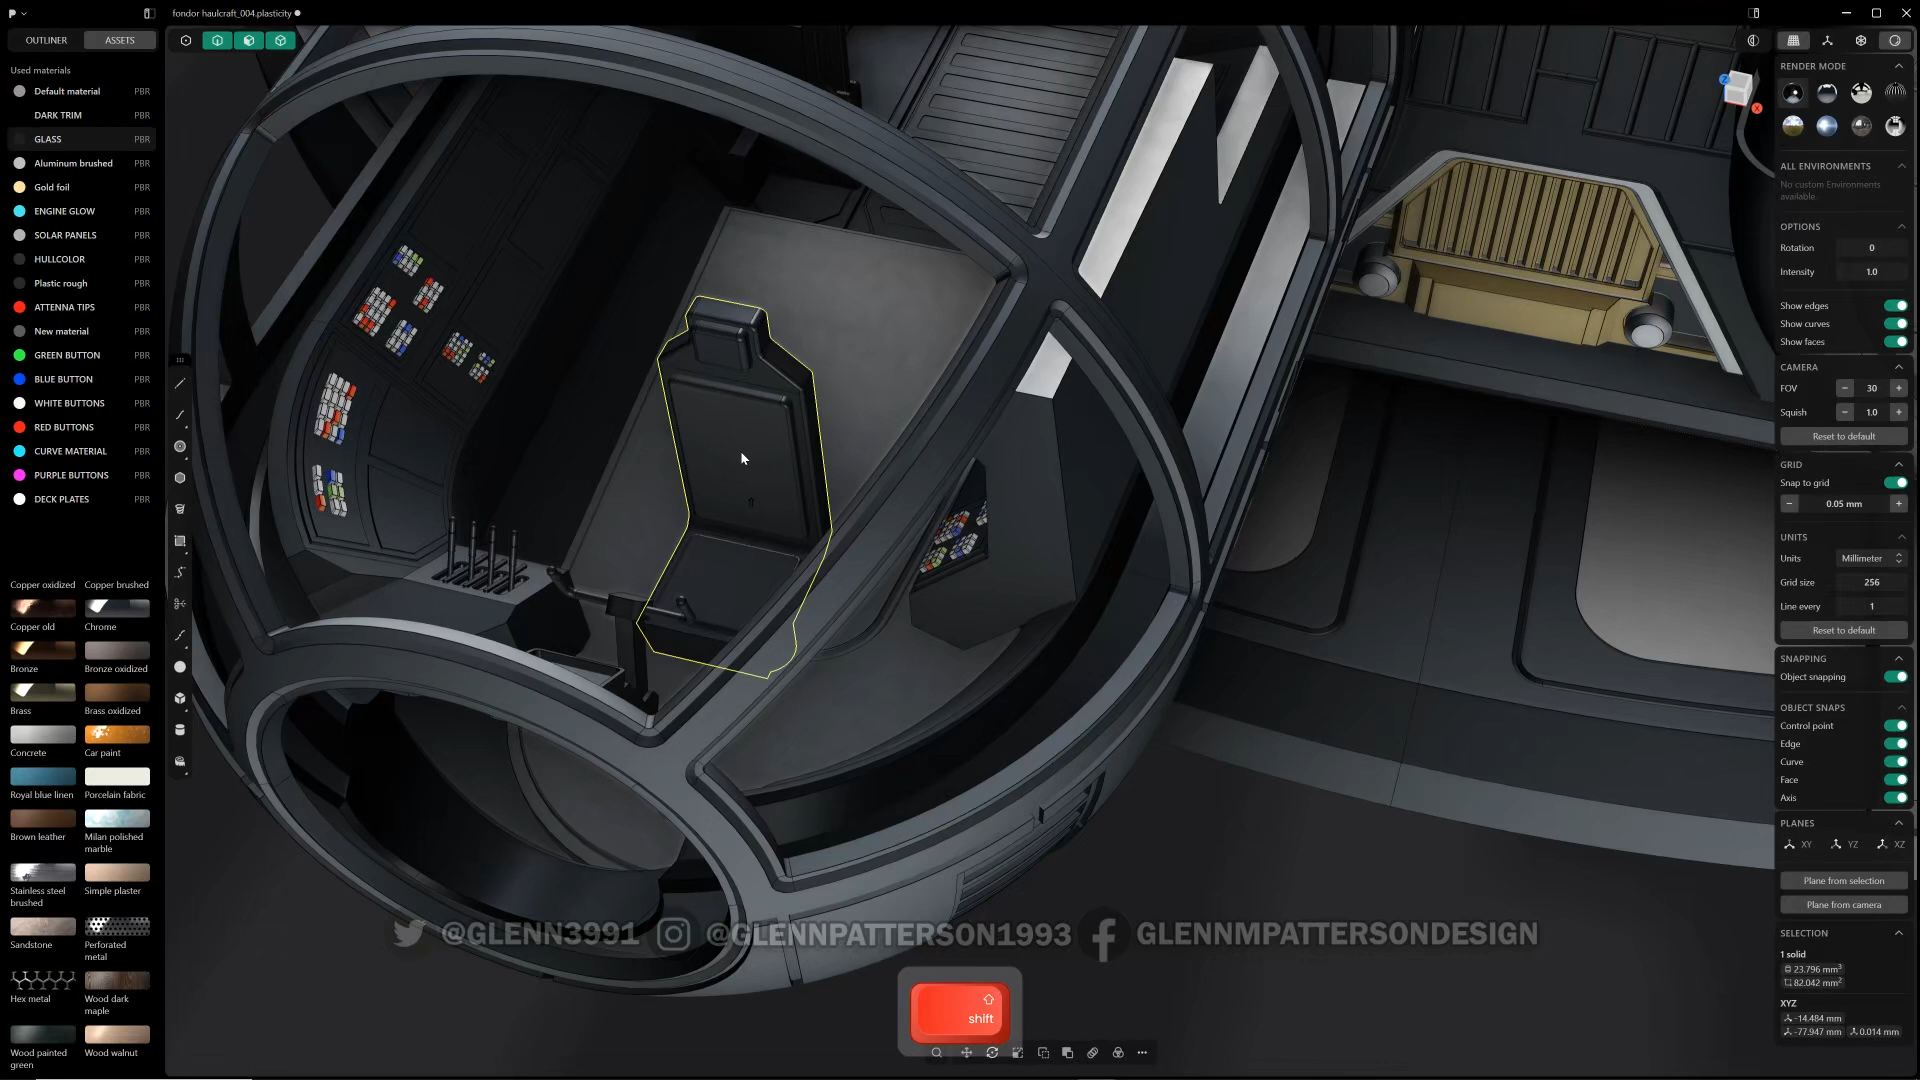 fondor haulcraft_004.plasticity
OUTLINER
ASSETS
Used materials
Default material PBR
DARK TRIM PBR
GLASS PBR
Aluminum brushed PBR
Gold foil PBR
ENGINE GLOW PBR
SOLAR PANELS PBR
HULLCOLOR PBR
Plastic rough PBR
ATTENNA TIPS PBR
New material PBR
GREEN BUTTON PBR
BLUE BUTTON PBR
WHITE BUTTONS PBR
RED BUTTONS PBR
CURVE MATERIAL PBR
PURPLE BUTTONS PBR
DECK PLATES PBR
Copper oxidized
Copper brushed
Copper old
Chrome
Bronze
Bronze oxidized
Brass
Brass oxidized
Concrete
Car paint
Royal blue linen
Porcelain fabric
Brown leather
Milan polished
marble
Stainless steel
brushed
Simple plaster
Sandstone
Perforated
metal
Hex metal
Wood dark
maple
Wood painted
green
Wood walnut
@GLENN3991
@GLENNPATTERSON1993
GLENNMPATTERSONDESIGN
shift
Z
X
RENDER MODE
ALL ENVIRONMENTS
No custom Environments
available.
OPTIONS
Rotation 0
Intensity 1.0
Show edges
Show curves
Show faces
CAMERA
FOV − 30 +
Squish − 1.0 +
Reset to default
GRID
Snap to grid
− 0.05 mm +
UNITS
Units Millimeter
Grid size 256
Line every 1
Reset to default
SNAPPING
Object snapping
OBJECT SNAPS
Control point
Edge
Curve
Face
Axis
PLANES
XY YZ XZ
Plane from selection
Plane from camera
SELECTION
1 solid
23.796 mm³
82.042 mm²
XYZ
-14.484 mm
-77.947 mm 0.014 mm